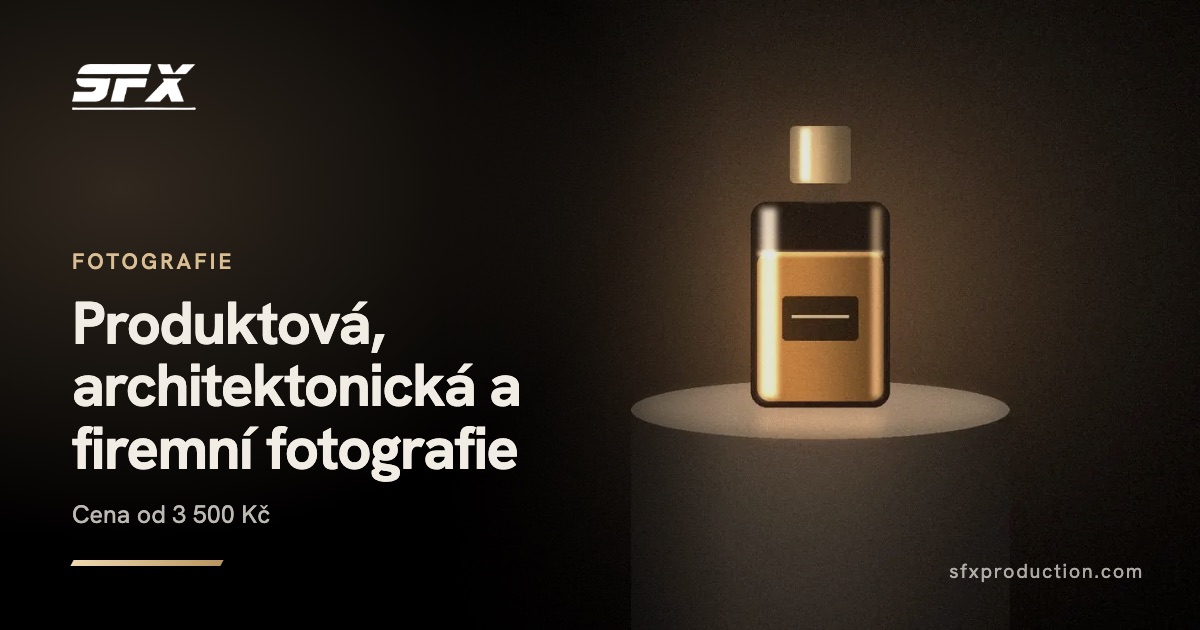 SFX
FOTOGRAFIE
Produktová,
architektonická a
firemní fotografie
Cena od 3 500 Kč
sfxproduction.com